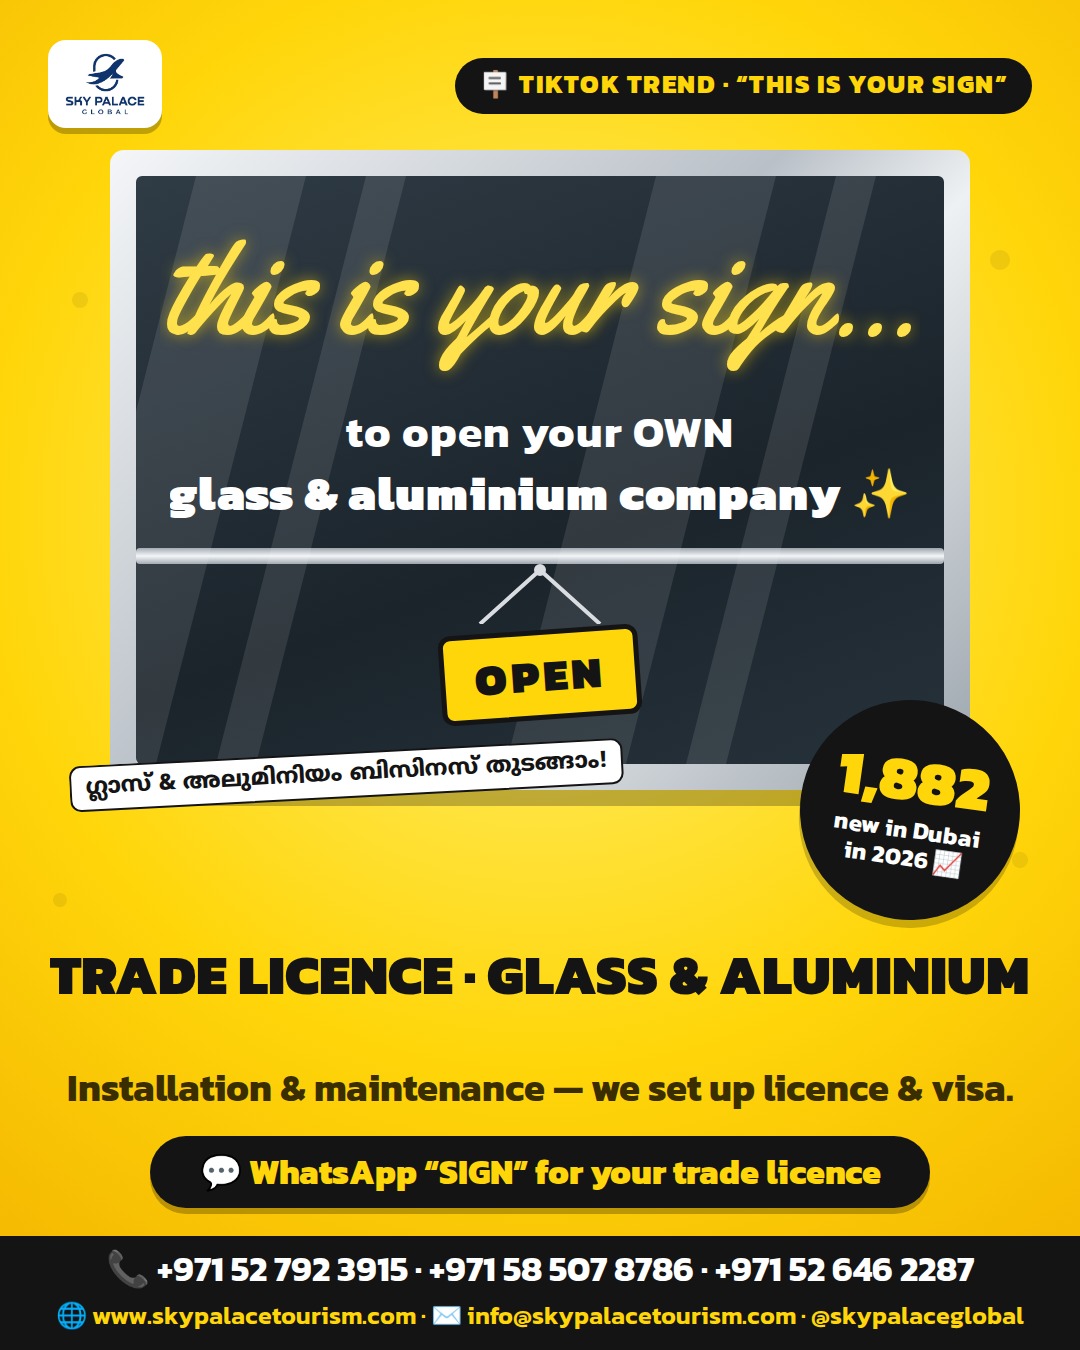 SKY PALACE
GLOBAL
TIKTOK TREND · "THIS IS YOUR SIGN"
this is your sign...
to open your OWN
glass & aluminium company ✨
OPEN
ഗ്ലാസ് & അലുമിനിയം ബിസിനസ് തുടങ്ങാം!
1,882
new in Dubai
in 2026 📈
TRADE LICENCE · GLASS & ALUMINIUM
Installation & maintenance — we set up licence & visa.
💬 WhatsApp "SIGN" for your trade licence
📞 +971 52 792 3915 · +971 58 507 8786 · +971 52 646 2287
🌐 www.skypalacetourism.com · ✉️ info@skypalacetourism.com · @skypalaceglobal